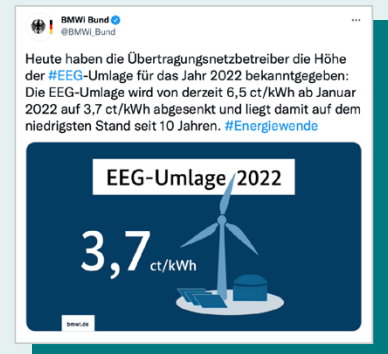 BMWi Bund
@BMWi_Bund
Heute haben die Übertragungsnetzbetreiber die Höhe
der #EEG-Umlage für das Jahr 2022 bekanntgegeben:
Die EEG-Umlage wird von derzeit 6,5 ct/kWh ab Januar
2022 auf 3,7 ct/kWh abgesenkt und liegt damit auf dem
niedrigsten Stand seit 10 Jahren. #Energiewende
EEG-Umlage 2022
3,7 ct/kWh
bmwi.de